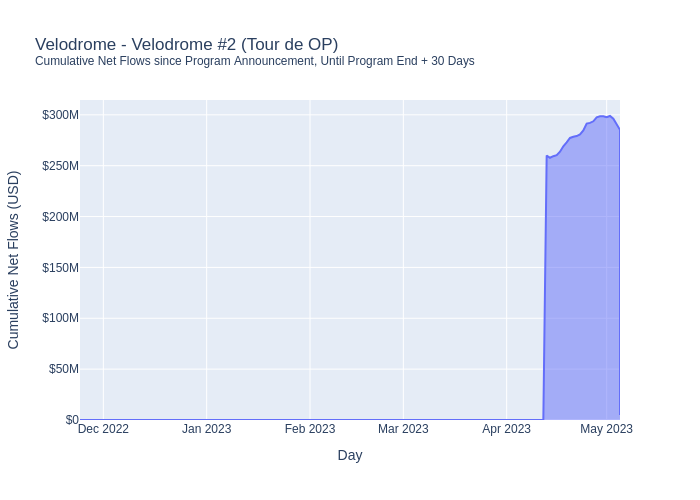 Velodrome - Velodrome #2 (Tour de OP)
Cumulative Net Flows since Program Announcement, Until Program End + 30 Days
$300M
$250M
$200M
$150M
$100M
$50M
$0
Cumulative Net Flows (USD)
Dec 2022 Jan 2023 Feb 2023 Mar 2023 Apr 2023 May 2023
Day